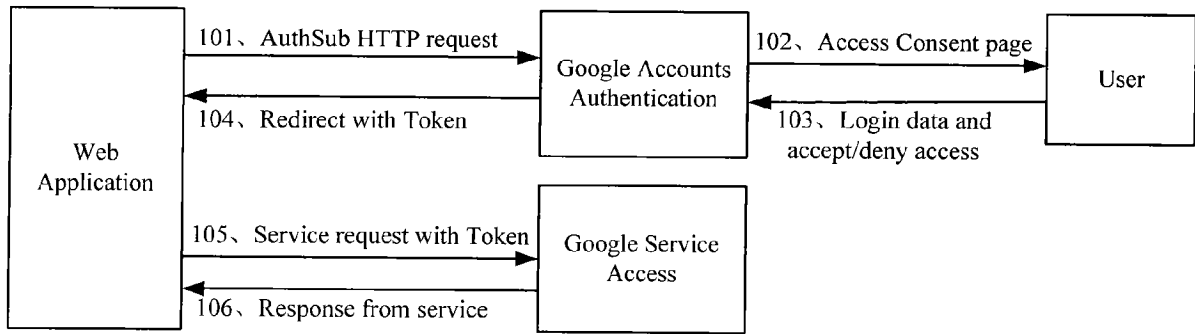 101、AuthSub HTTP request
102、Access Consent page
Google Accounts
Authentication
User
104、Redirect with Token
103、Login data and
accept/deny access
Web
Application
105、Service request with Token
Google Service
Access
106、Response from service